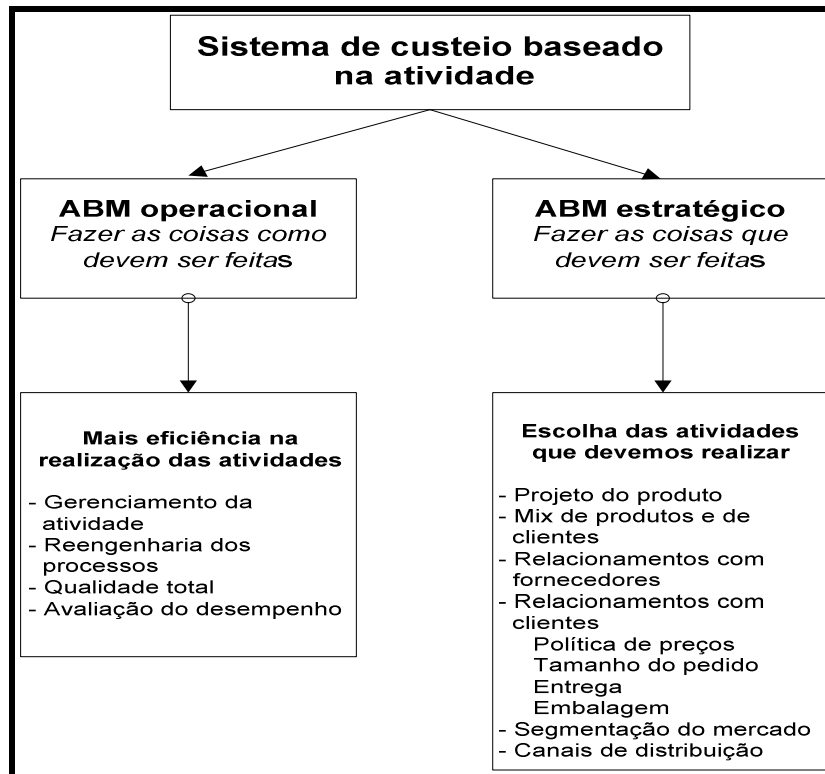 Sistema de custeio baseado
na atividade
ABM operacional
Fazer as coisas como
devem ser feitas
ABM estratégico
Fazer as coisas que
devem ser feitas
Mais eficiência na
realização das atividades
- Gerenciamento da
atividade
- Reengenharia dos
processos
- Qualidade total
- Avaliação do desempenho
Escolha das atividades
que devemos realizar
- Projeto do produto
- Mix de produtos e de
clientes
- Relacionamentos com
fornecedores
- Relacionamentos com
clientes
Política de preços
Tamanho do pedido
Entrega
Embalagem
- Segmentação do mercado
- Canais de distribuição